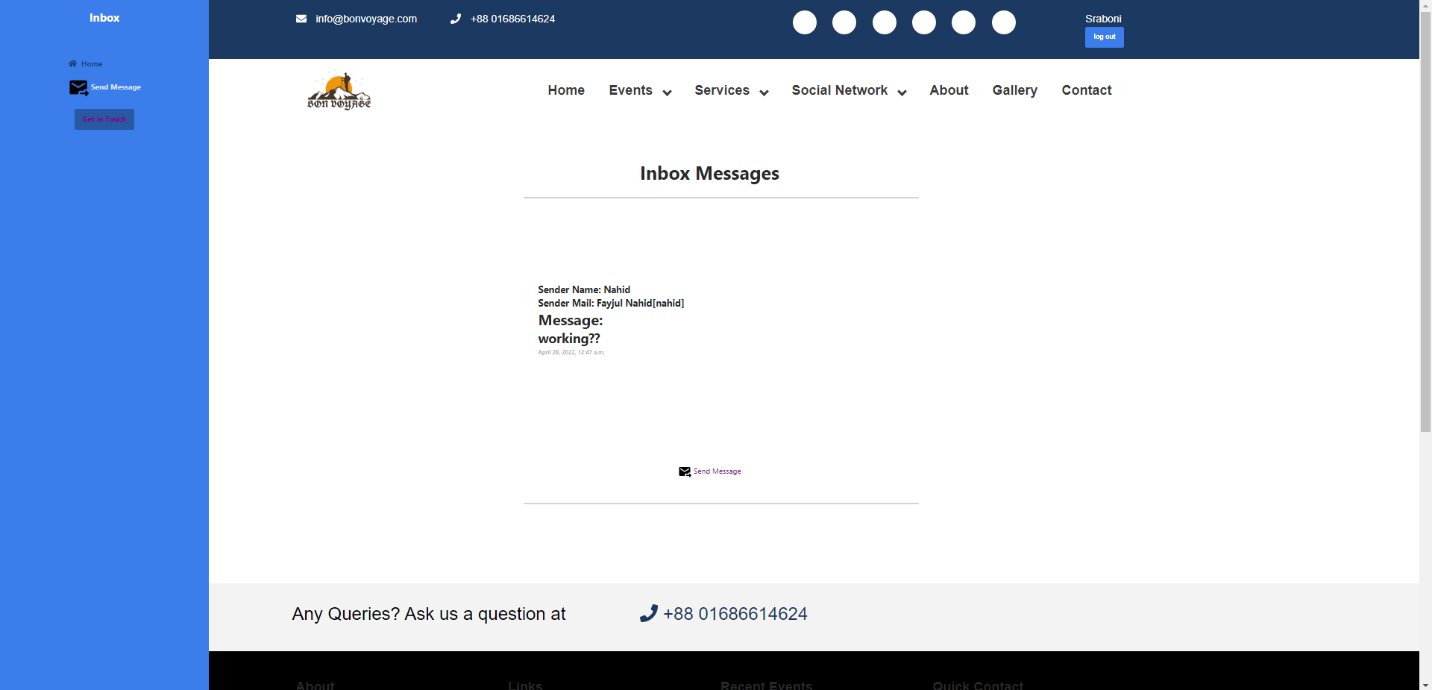 Inbox
Home
Send Message
Get in Touch
info@bonvoyage.com +88 01686614624
Sraboni
log out
BON VOYAGE
Home Events Services Social Network About Gallery Contact
Inbox Messages
Sender Name: Nahid
Sender Mail: Fayjul Nahid[nahid]
Message:
working??
April 28, 2022, 12:47 a.m.
Send Message
Any Queries? Ask us a question at +88 01686614624
About Links Recent Events Quick Contact